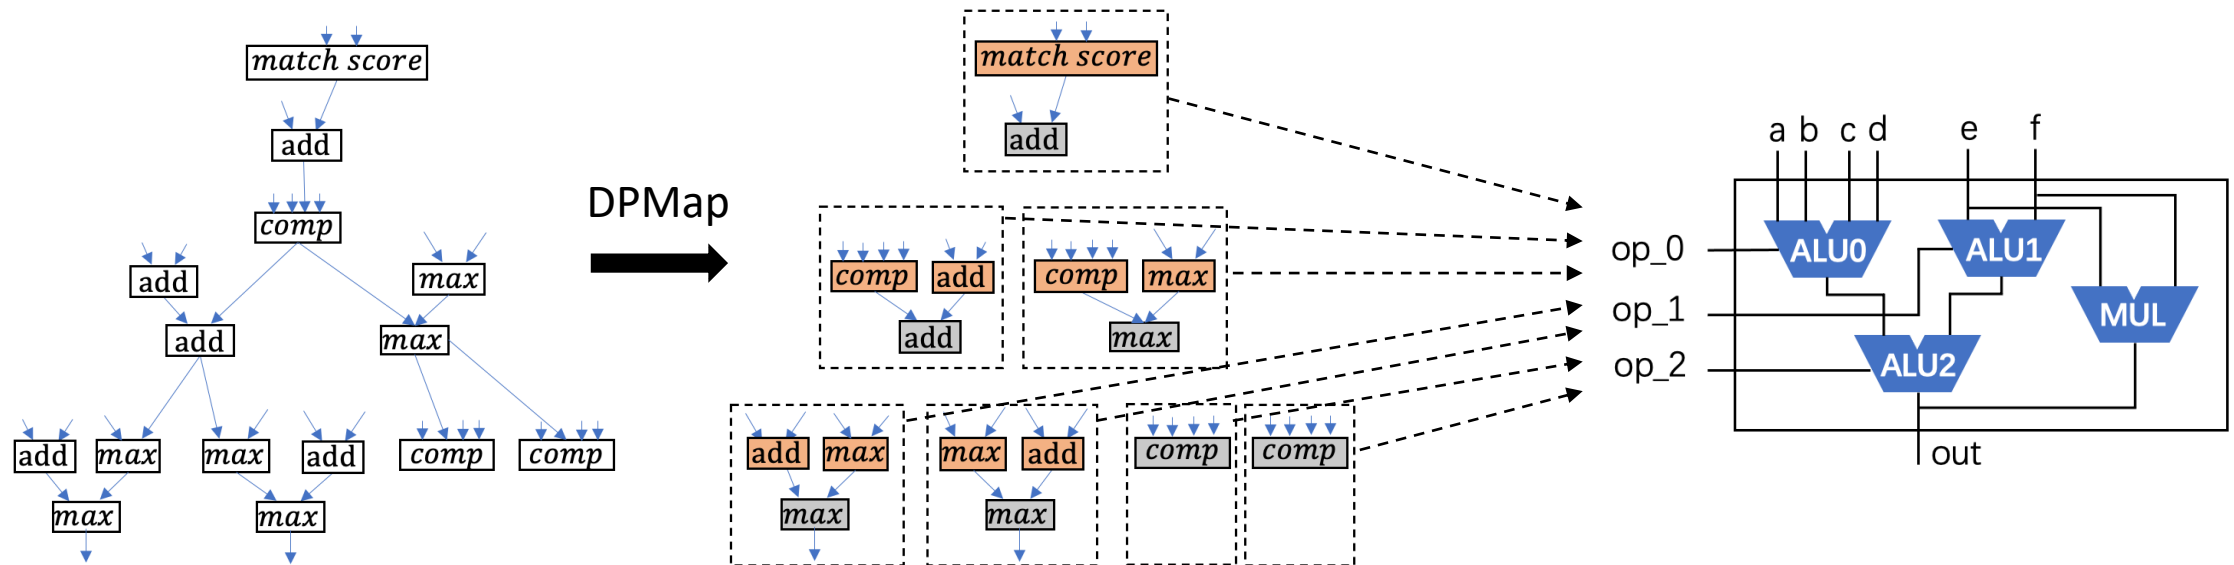 match score
add
comp
add
max
add
max
add
max
max
add
comp
comp
max
max
DPMap
match score
add
comp
add
comp
max
add
max
add
max
max
add
comp
comp
max
max
a b c d e f
op_0
op_1
op_2
ALU0
ALU1
MUL
ALU2
out